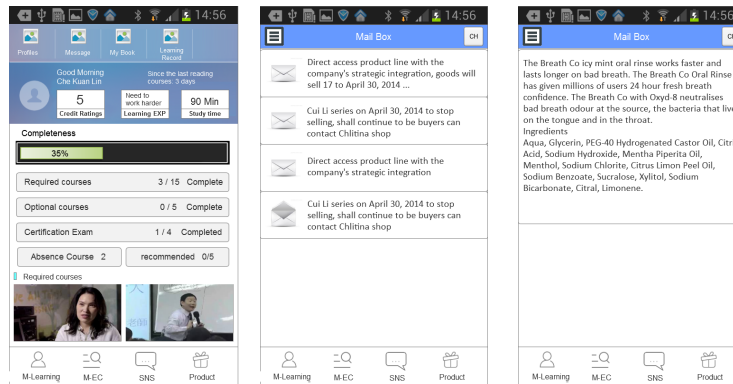 14:56
Profiles
Message
My Book
Learning
Record
Good Morning
Che Kuan Lin
Since the last reading
courses: 3 days
5
Credit Ratings
Need to
work harder
Learning EXP
90 Min
Study time
Completeness
35%
Required courses 3 / 15 Complete
Optional courses 0 / 5 Complete
Certification Exam 1 / 4 Completed
Absence Course 2
recommended 0/5
Required courses
M-Learning
M-EC
SNS
Product
14:56
Mail Box
CH
Direct access product line with the
company's strategic integration, goods will
sell 17 to April 30, 2014 ...
Cui Li series on April 30, 2014 to stop
selling, shall continue to be buyers can
contact Chlitina shop
Direct access product line with the
company's strategic integration
Cui Li series on April 30, 2014 to stop
selling, shall continue to be buyers can
contact Chlitina shop
M-Learning
M-EC
SNS
Product
14:56
Mail Box
The Breath Co icy mint oral rinse works faster and
lasts longer on bad breath. The Breath Co Oral Rinse
has given millions of users 24 hour fresh breath
confidence. The Breath Co with Oxyd-8 neutralises
bad breath odour at the source, the bacteria that live
on the tongue and in the throat.
Ingredients
Aqua, Glycerin, PEG-40 Hydrogenated Castor Oil, Citri
Acid, Sodium Hydroxide, Mentha Piperita Oil,
Menthol, Sodium Chlorite, Citrus Limon Peel Oil,
Sodium Benzoate, Sucralose, Xylitol, Sodium
Bicarbonate, Citral, Limonene.
M-Learning
M-EC
SNS
Product